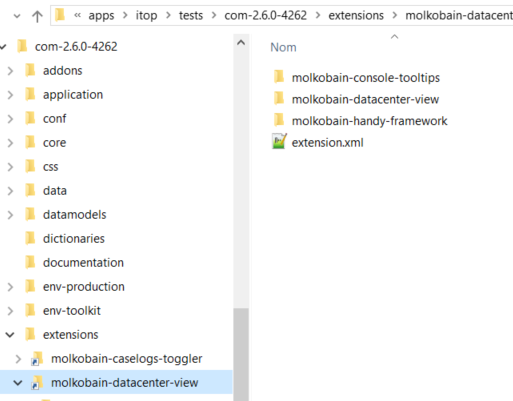 « apps > itop > tests > com-2.6.0-4262 > extensions > molkobain-datacent
com-2.6.0-4262
addons
application
conf
core
css
data
datamodels
dictionaries
documentation
env-production
env-toolkit
extensions
molkobain-caselogs-toggler
molkobain-datacenter-view
Nom
molkobain-console-tooltips
molkobain-datacenter-view
molkobain-handy-framework
extension.xml